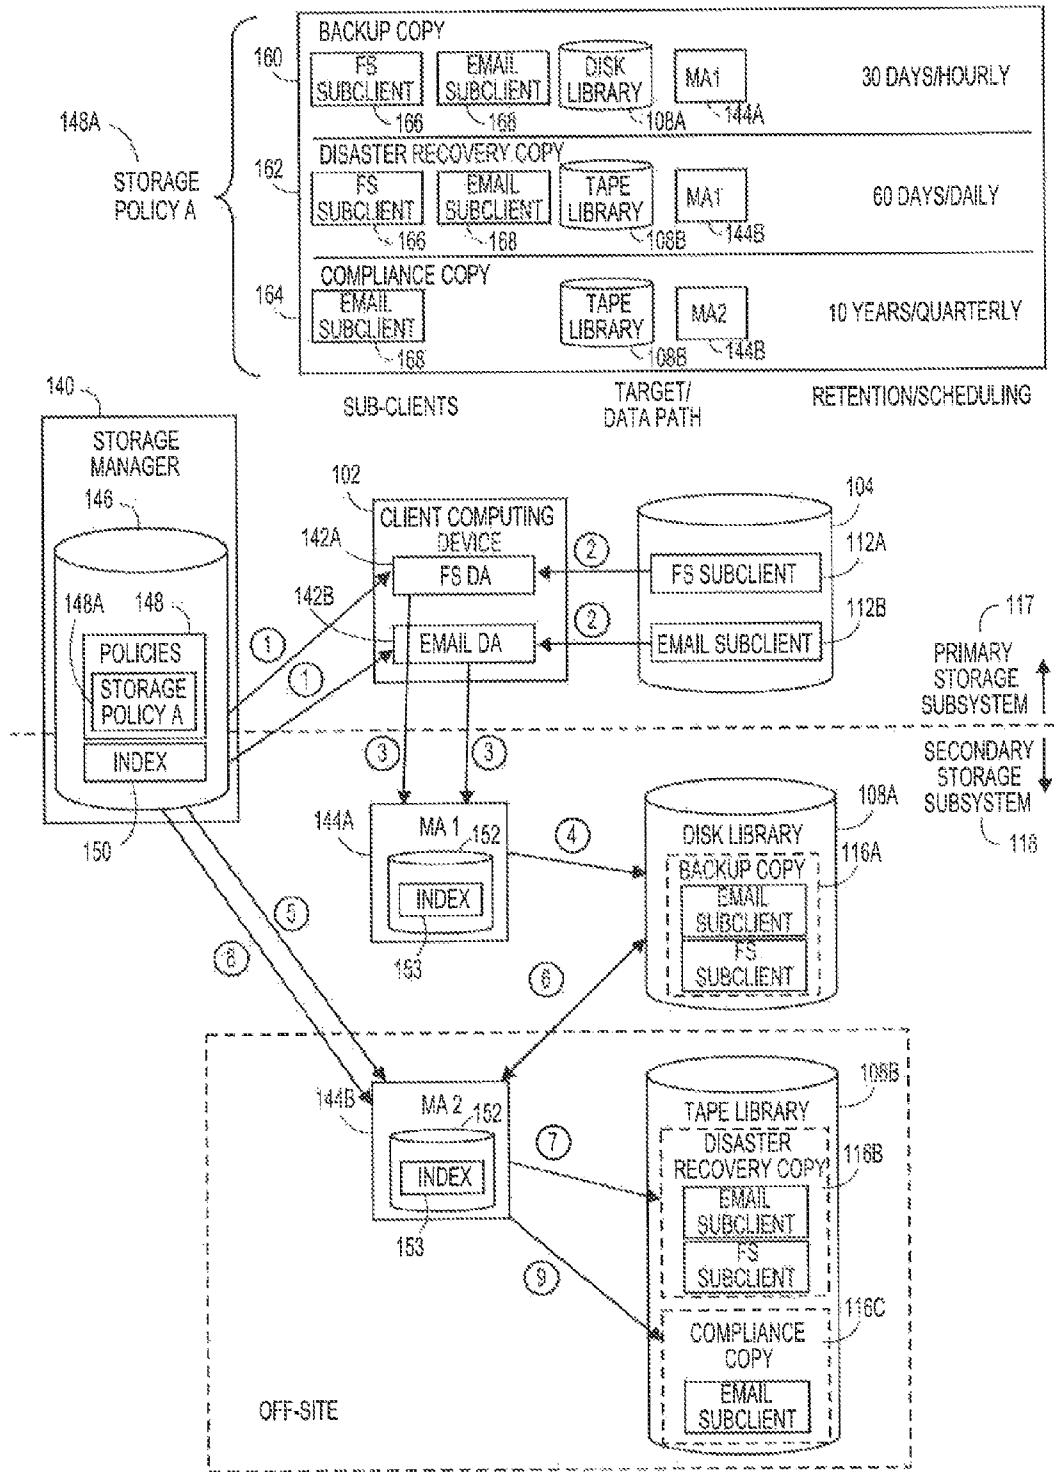 BACKUP COPY
160
FS
SUBCLIENT
166
EMAIL
SUBCLIENT
168
DISK
LIBRARY
108A
MA1
144A
30 DAYS/HOURLY
148A
STORAGE
POLICY A
DISASTER RECOVERY COPY
162
FS
SUBCLIENT
166
EMAIL
SUBCLIENT
168
TAPE
LIBRARY
108B
MA1
144B
60 DAYS/DAILY
COMPLIANCE COPY
164
EMAIL
SUBCLIENT
168
TAPE
LIBRARY
108B
MA2
144B
10 YEARS/QUARTERLY
SUB-CLIENTS
TARGET/
DATA PATH
RETENTION/SCHEDULING
140
STORAGE
MANAGER
146
148A
148
POLICIES
STORAGE
POLICY A
INDEX
150
102
CLIENT COMPUTING
DEVICE
142A
FS DA
142B
EMAIL DA
104
112A
FS SUBCLIENT
112B
EMAIL SUBCLIENT
1
1
2
2
117
PRIMARY
STORAGE
SUBSYSTEM
SECONDARY
STORAGE
SUBSYSTEM
118
3
3
144A
MA 1
152
INDEX
153
4
108A
DISK LIBRARY
116A
BACKUP COPY
EMAIL
SUBCLIENT
FS
SUBCLIENT
5
8
6
144B
MA 2
152
INDEX
153
7
9
108B
TAPE LIBRARY
DISASTER
RECOVERY COPY
116B
EMAIL
SUBCLIENT
FS
SUBCLIENT
116C
COMPLIANCE
COPY
EMAIL
SUBCLIENT
OFF-SITE